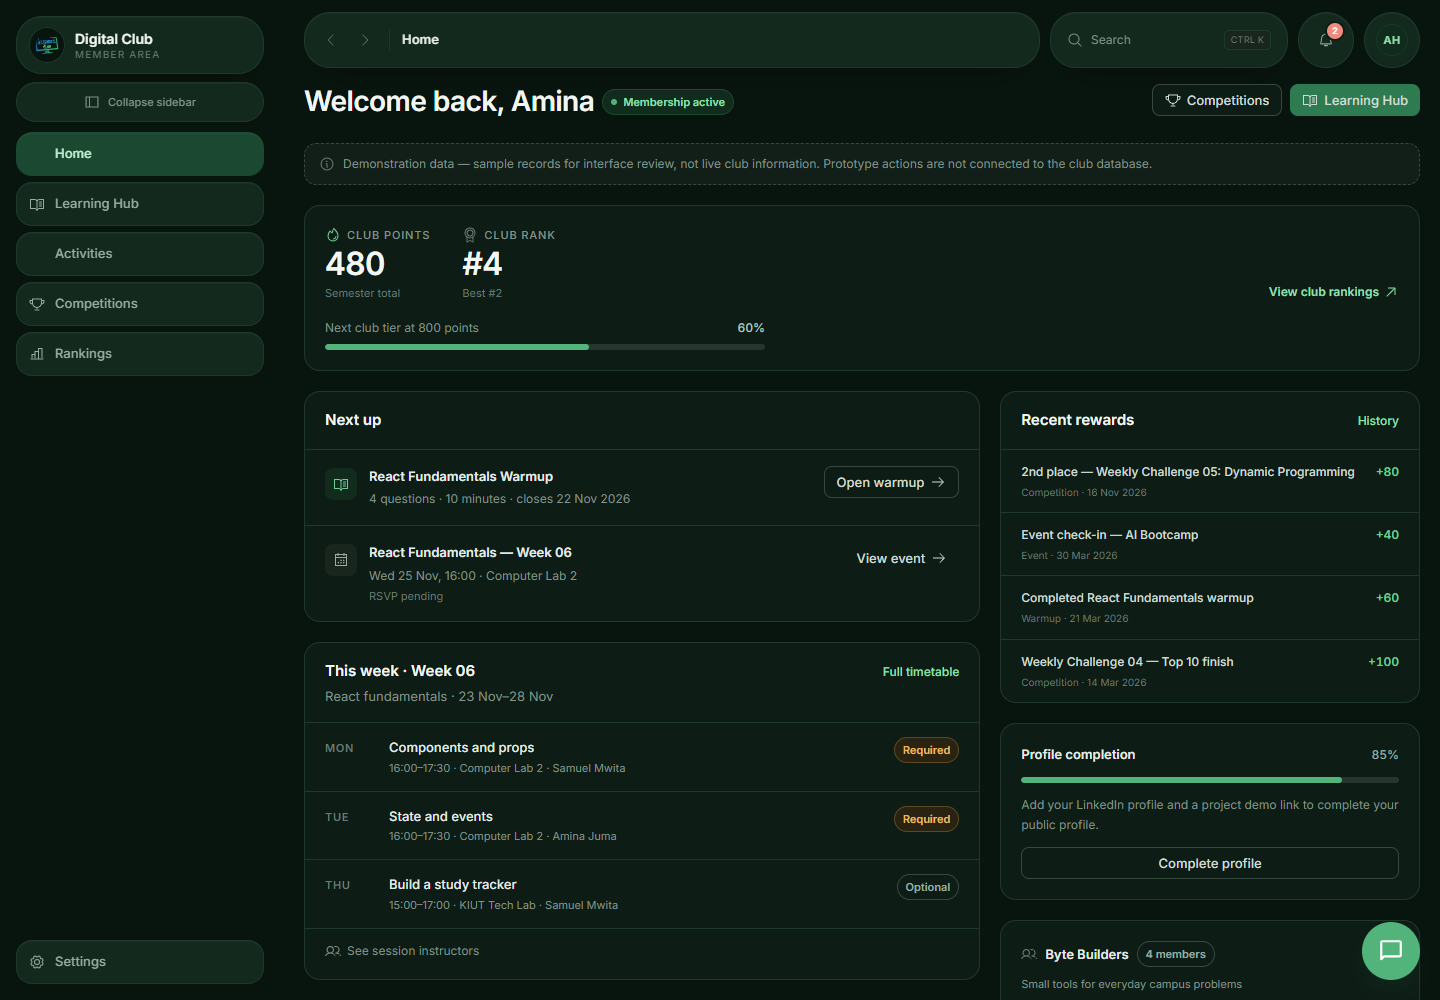 Digital Club
MEMBER AREA
Collapse sidebar
Home
Learning Hub
Activities
Competitions
Rankings
Settings
Home
Search
CTRL K
2
AH
Welcome back, Amina
Membership active
Competitions
Learning Hub
Demonstration data — sample records for interface review, not live club information. Prototype actions are not connected to the club database.
CLUB POINTS
480
Semester total
CLUB RANK
#4
Best #2
Next club tier at 800 points
60%
View club rankings
Next up
React Fundamentals Warmup
4 questions · 10 minutes · closes 22 Nov 2026
Open warmup
React Fundamentals — Week 06
Wed 25 Nov, 16:00 · Computer Lab 2
RSVP pending
View event
This week · Week 06
React fundamentals · 23 Nov–28 Nov
Full timetable
MON
Components and props
16:00–17:30 · Computer Lab 2 · Samuel Mwita
Required
TUE
State and events
16:00–17:30 · Computer Lab 2 · Amina Juma
Required
THU
Build a study tracker
15:00–17:00 · KIUT Tech Lab · Samuel Mwita
Optional
See session instructors
Recent rewards
History
2nd place — Weekly Challenge 05: Dynamic Programming
+80
Competition · 16 Nov 2026
Event check-in — AI Bootcamp
+40
Event · 30 Mar 2026
Completed React Fundamentals warmup
+60
Warmup · 21 Mar 2026
Weekly Challenge 04 — Top 10 finish
+100
Competition · 14 Mar 2026
Profile completion
85%
Add your LinkedIn profile and a project demo link to complete your
public profile.
Complete profile
Byte Builders
4 members
Small tools for everyday campus problems